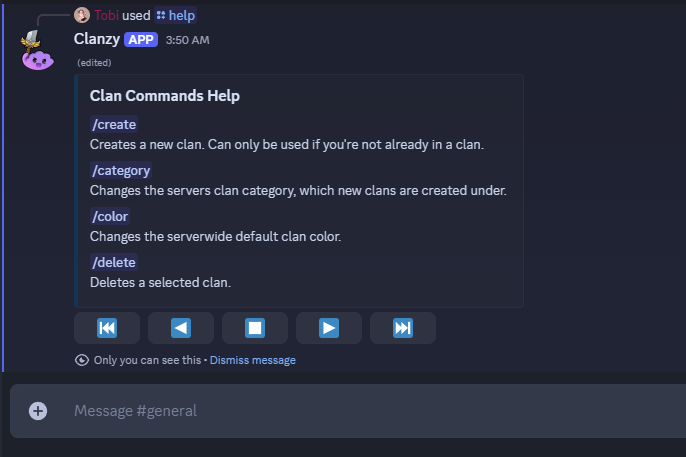 Tobi used help
Clanzy APP 3:50 AM
(edited)
Clan Commands Help
/create
Creates a new clan. Can only be used if you're not already in a clan.
/category
Changes the servers clan category, which new clans are created under.
/color
Changes the serverwide default clan color.
/delete
Deletes a selected clan.
Only you can see this • Dismiss message
Message #general